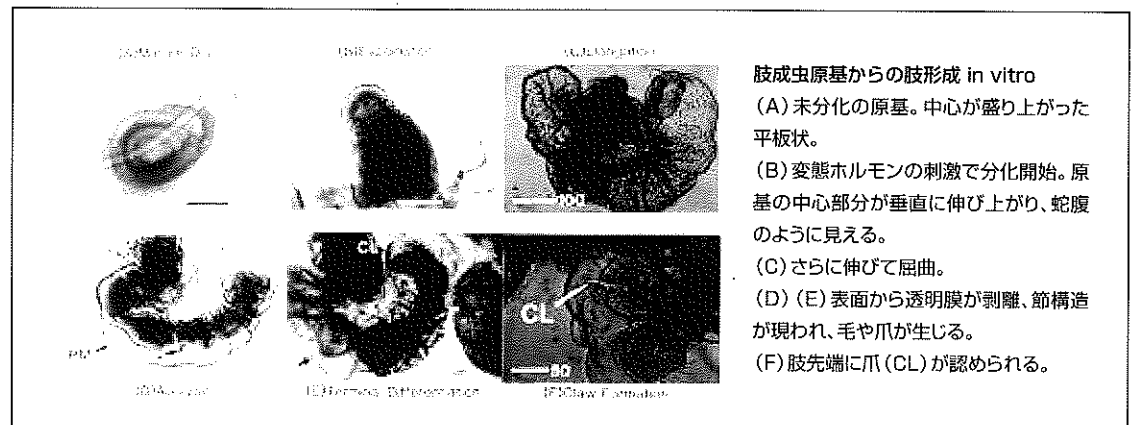 肢成虫原基からの肢形成 in vitro
(A)未分化の原基。中心が盛り上がった
平板状。
(B)変態ホルモンの刺激で分化開始。原
基の中心部分が垂直に伸び上がり、蛇腹
のように見える。
(C)さらに伸びて屈曲。
(D)(E)表面から透明膜が剥離、節構造
が現われ、毛や爪が生じる。
(F)肢先端に爪(CL)が認められる。
100
CL
PM
CL
50
(E)Terminal Differentiation
(F)Claw Formation